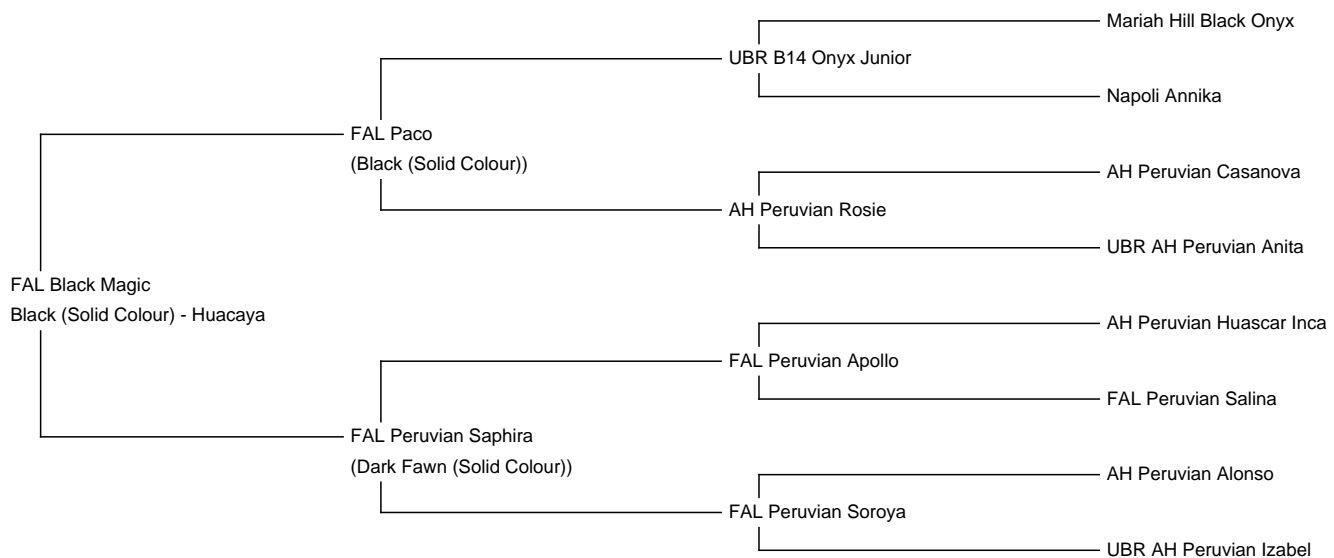 Mariah Hill Black Onyx
UBR B14 Onyx Junior
Napoli Annika
FAL Paco
(Black (Solid Colour))
AH Peruvian Casanova
AH Peruvian Rosie
UBR AH Peruvian Anita
FAL Black Magic
Black (Solid Colour) - Huacaya
AH Peruvian Huascar Inca
FAL Peruvian Apollo
FAL Peruvian Salina
FAL Peruvian Saphira
(Dark Fawn (Solid Colour))
AH Peruvian Alonso
FAL Peruvian Soroya
UBR AH Peruvian Izabel